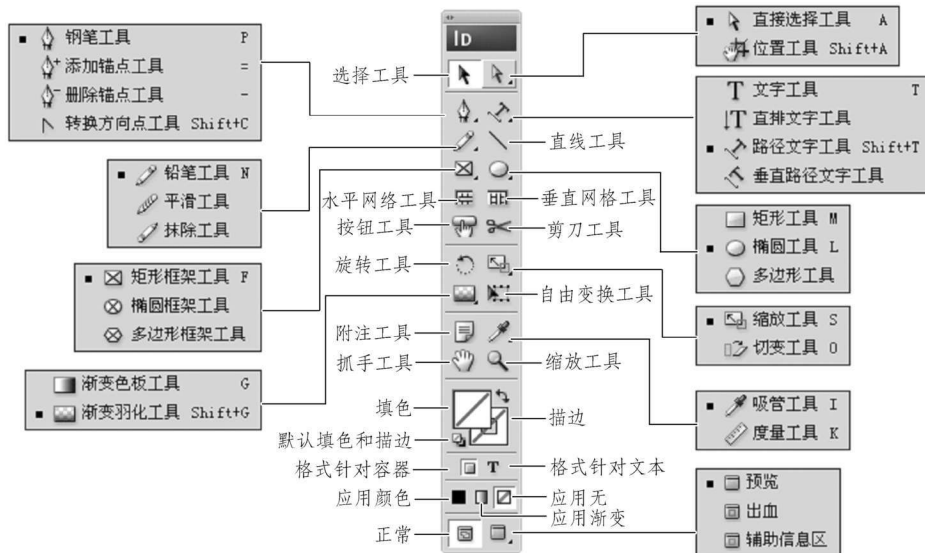 钢笔工具 P
添加锚点工具 =
删除锚点工具 -
转换方向点工具 Shift+C
铅笔工具 N
平滑工具
抹除工具
矩形框架工具 F
椭圆框架工具
多边形框架工具
渐变色板工具 G
渐变羽化工具 Shift+G
ID
选择工具
直线工具
水平网络工具
垂直网格工具
按钮工具
剪刀工具
旋转工具
自由变换工具
附注工具
抓手工具
缩放工具
填色
描边
默认填色和描边
格式针对容器
T
格式针对文本
应用颜色
应用无
应用渐变
正常
直接选择工具 A
位置工具 Shift+A
T 文字工具 T
直排文字工具
路径文字工具 Shift+T
垂直路径文字工具
矩形工具 M
椭圆工具 L
多边形工具
缩放工具 S
切变工具 O
吸管工具 I
度量工具 K
预览
出血
辅助信息区